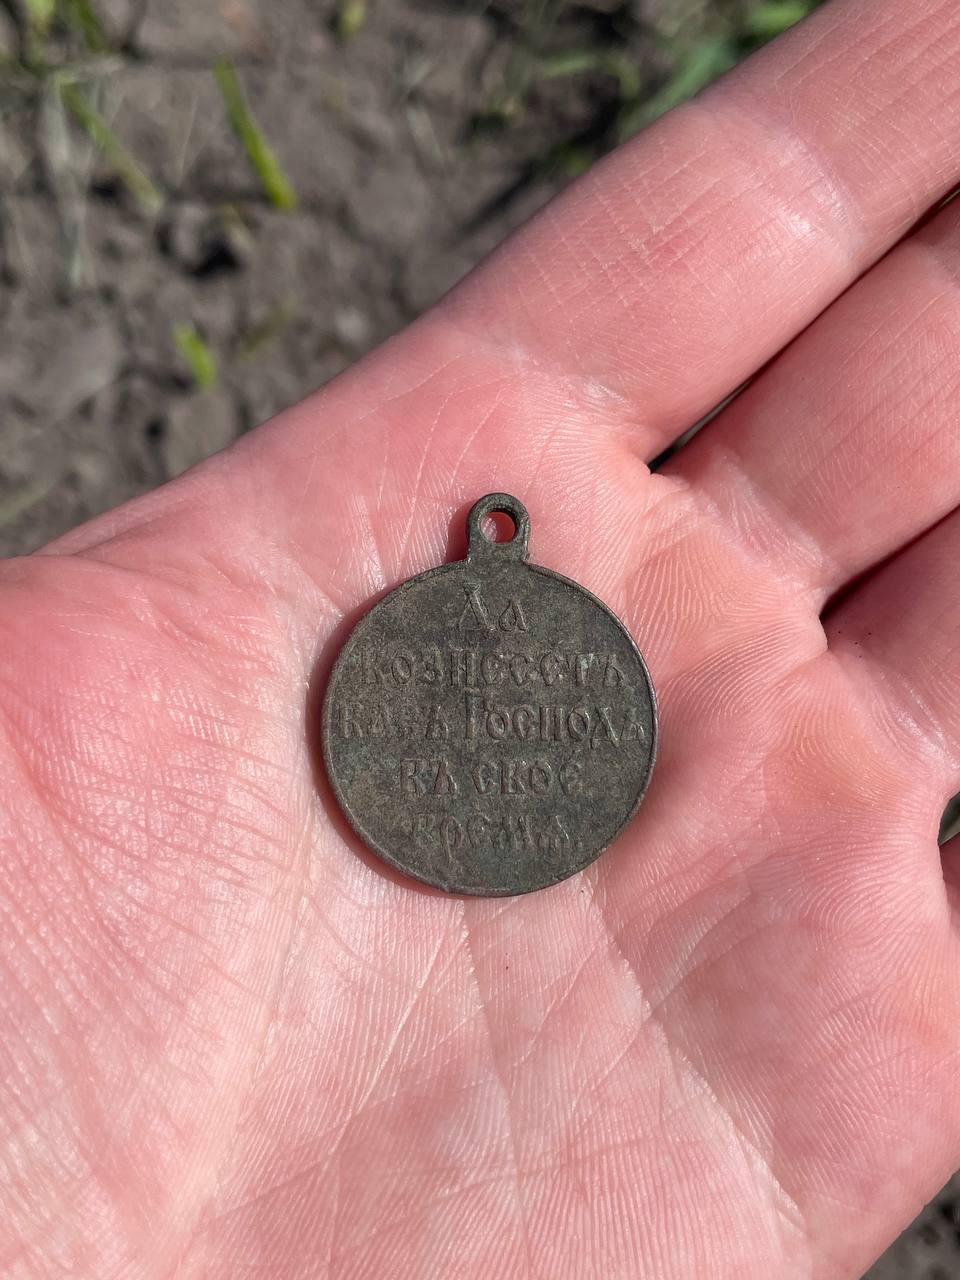 Да
вознесетъ
васъ Господь
въ свое
время.